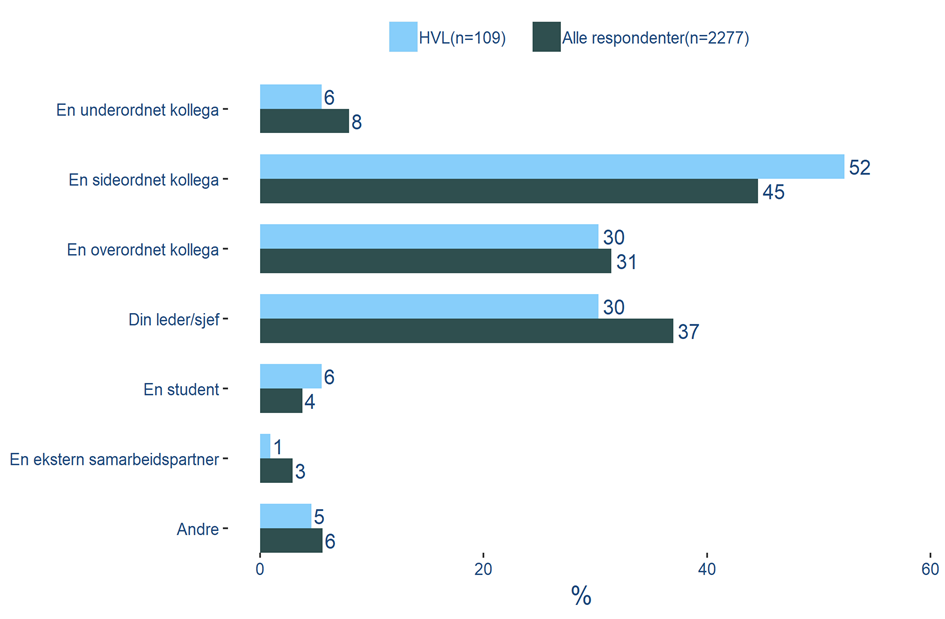 HVL(n=109) Alle respondenter(n=2277)
En underordnet kollega
6
8
En sideordnet kollega
52
45
En overordnet kollega
30
31
Din leder/sjef
30
37
En student
6
4
En ekstern samarbeidspartner
1
3
Andre
5
6
0 20 40 60
%